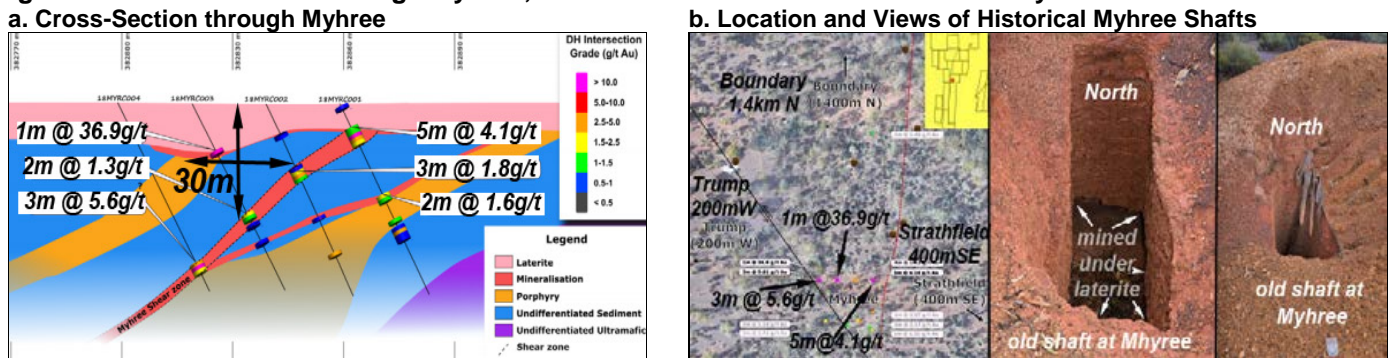 a. Cross-Section through Myhree
382770
382800
382830
382860
382890
18MYRC004
18MYRC003
18MYRC002
18MYRC001
1m @ 36.9g/t
2m @ 1.3g/t
3m @ 5.6g/t
30m
5m @ 4.1g/t
3m @ 1.8g/t
2m @ 1.6g/t
Myhree Shear zone
DH Intersection
Grade (g/t Au)
> 10.0
5.0-10.0
2.5-5.0
1.5-2.5
1-1.5
0.5-1
< 0.5
Legend
Laterite
Mineralisation
Porphyry
Undifferentiated Sediment
Undifferentiated Ultramafic
Shear zone
b. Location and Views of Historical Myhree Shafts
Boundary
1.4km N
Boundary
(1400m N)
Trump
200mW
Trump
(200m W)
1m @36.9g/t
Strathfield
400mSE
Strathfield
(400m SE)
3m @ 5.6g/t
Myhree
5m@4.1g/t
North
mined
under
laterite
old shaft at Mhyree
North
old shaft at
Myhree